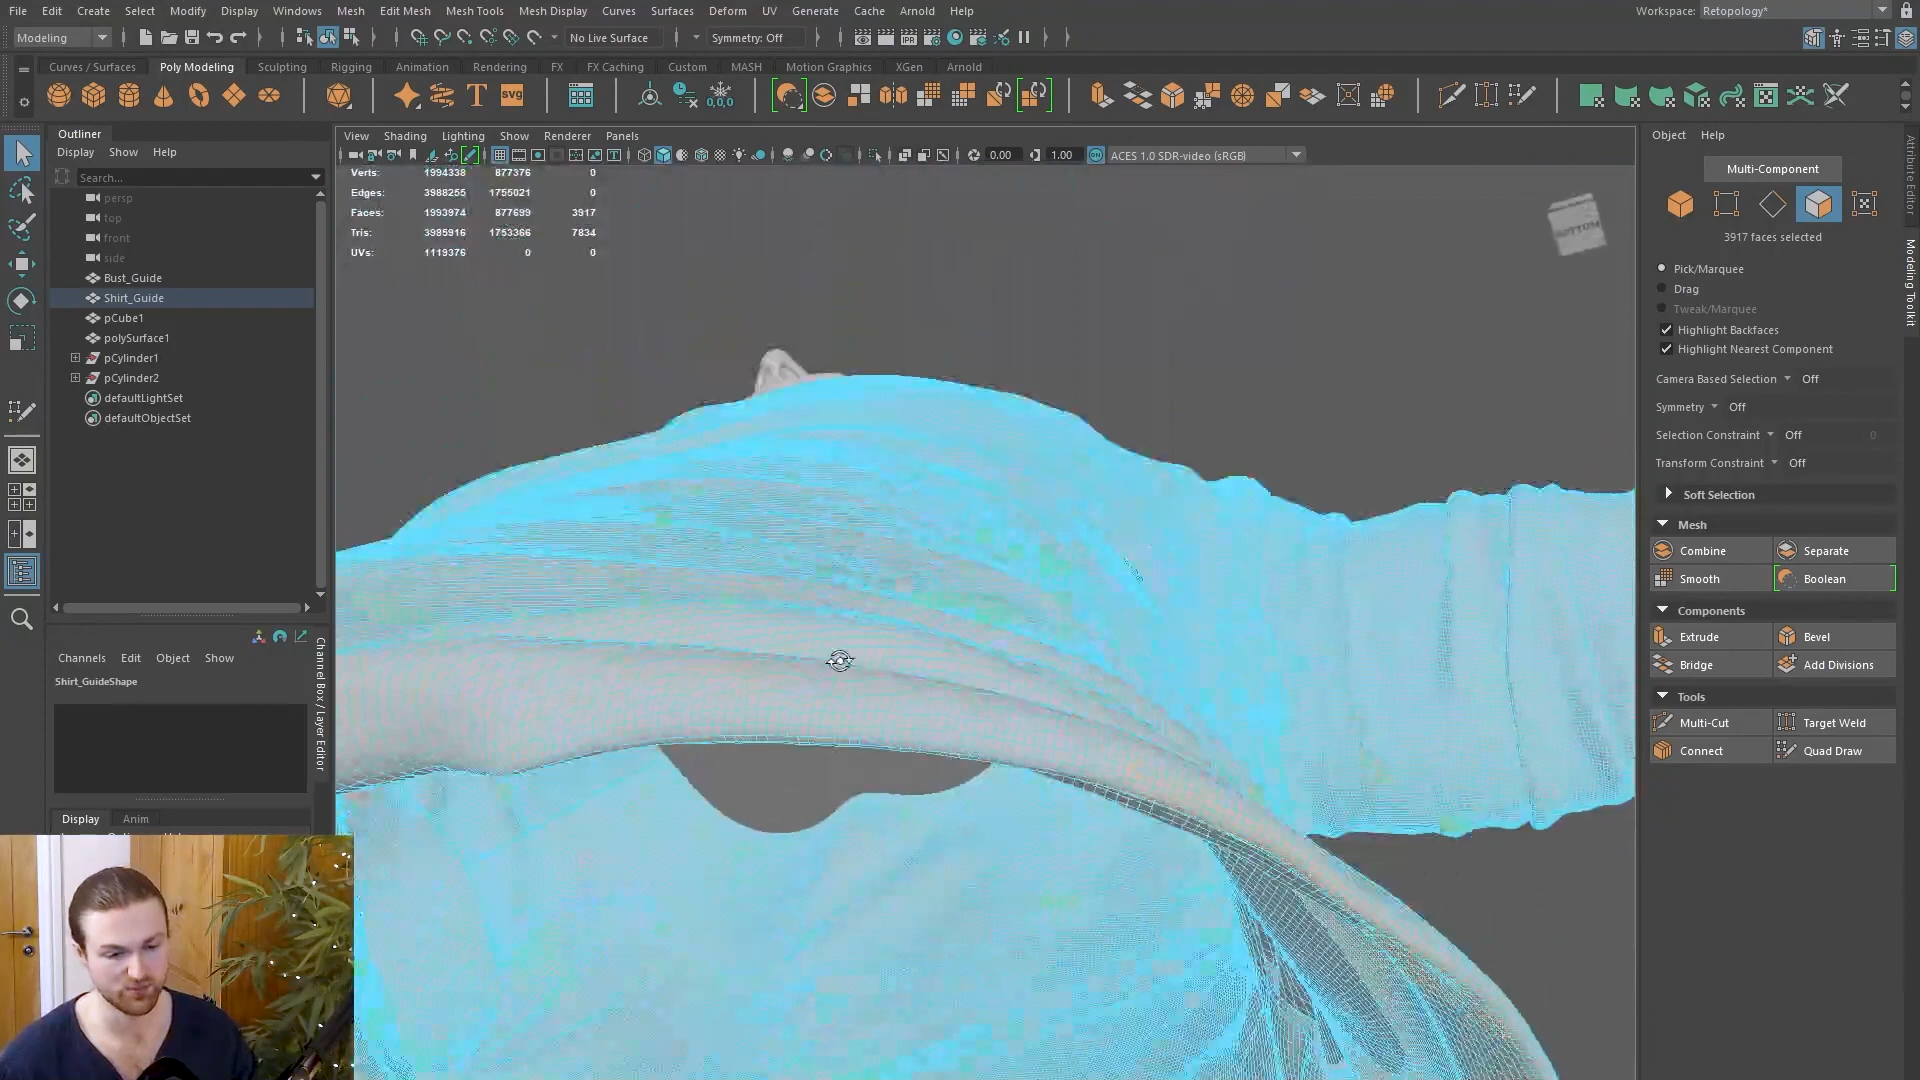 File Edit Create Select Modify Display Windows Mesh Edit Mesh Mesh Tools Mesh Display Curves Surfaces Deform UV Generate Cache Arnold Help
Workspace: Retopology*
Modeling
No Live Surface
Symmetry: Off
Curves / Surfaces Poly Modeling Sculpting Rigging Animation Rendering FX FX Caching Custom MASH Motion Graphics XGen Arnold
Outliner
Display Show Help
Search...
persp
top
front
side
Bust_Guide
Shirt_Guide
pCube1
polySurface1
pCylinder1
pCylinder2
defaultLightSet
defaultObjectSet
Channels Edit Object Show
Shirt_GuideShape
Channel Box / Layer Editor
Display Anim
View Shading Lighting Show Renderer Panels
0.00
1.00
ACES 1.0 SDR-video (sRGB)
Verts: 1994338 877376 0
Edges: 3988255 1755021 0
Faces: 1993974 877699 3917
Tris: 3985916 1753366 7834
UVs: 1119376 0 0
BOTTOM
Object Help
Multi-Component
3917 faces selected
Pick/Marquee
Drag
Tweak/Marquee
Highlight Backfaces
Highlight Nearest Component
Camera Based Selection Off
Symmetry Off
Selection Constraint Off 0
Transform Constraint Off
Soft Selection
Mesh
Combine Separate
Smooth Boolean
Components
Extrude Bevel
Bridge Add Divisions
Tools
Multi-Cut Target Weld
Connect Quad Draw
Attribute Editor
Modeling Toolkit